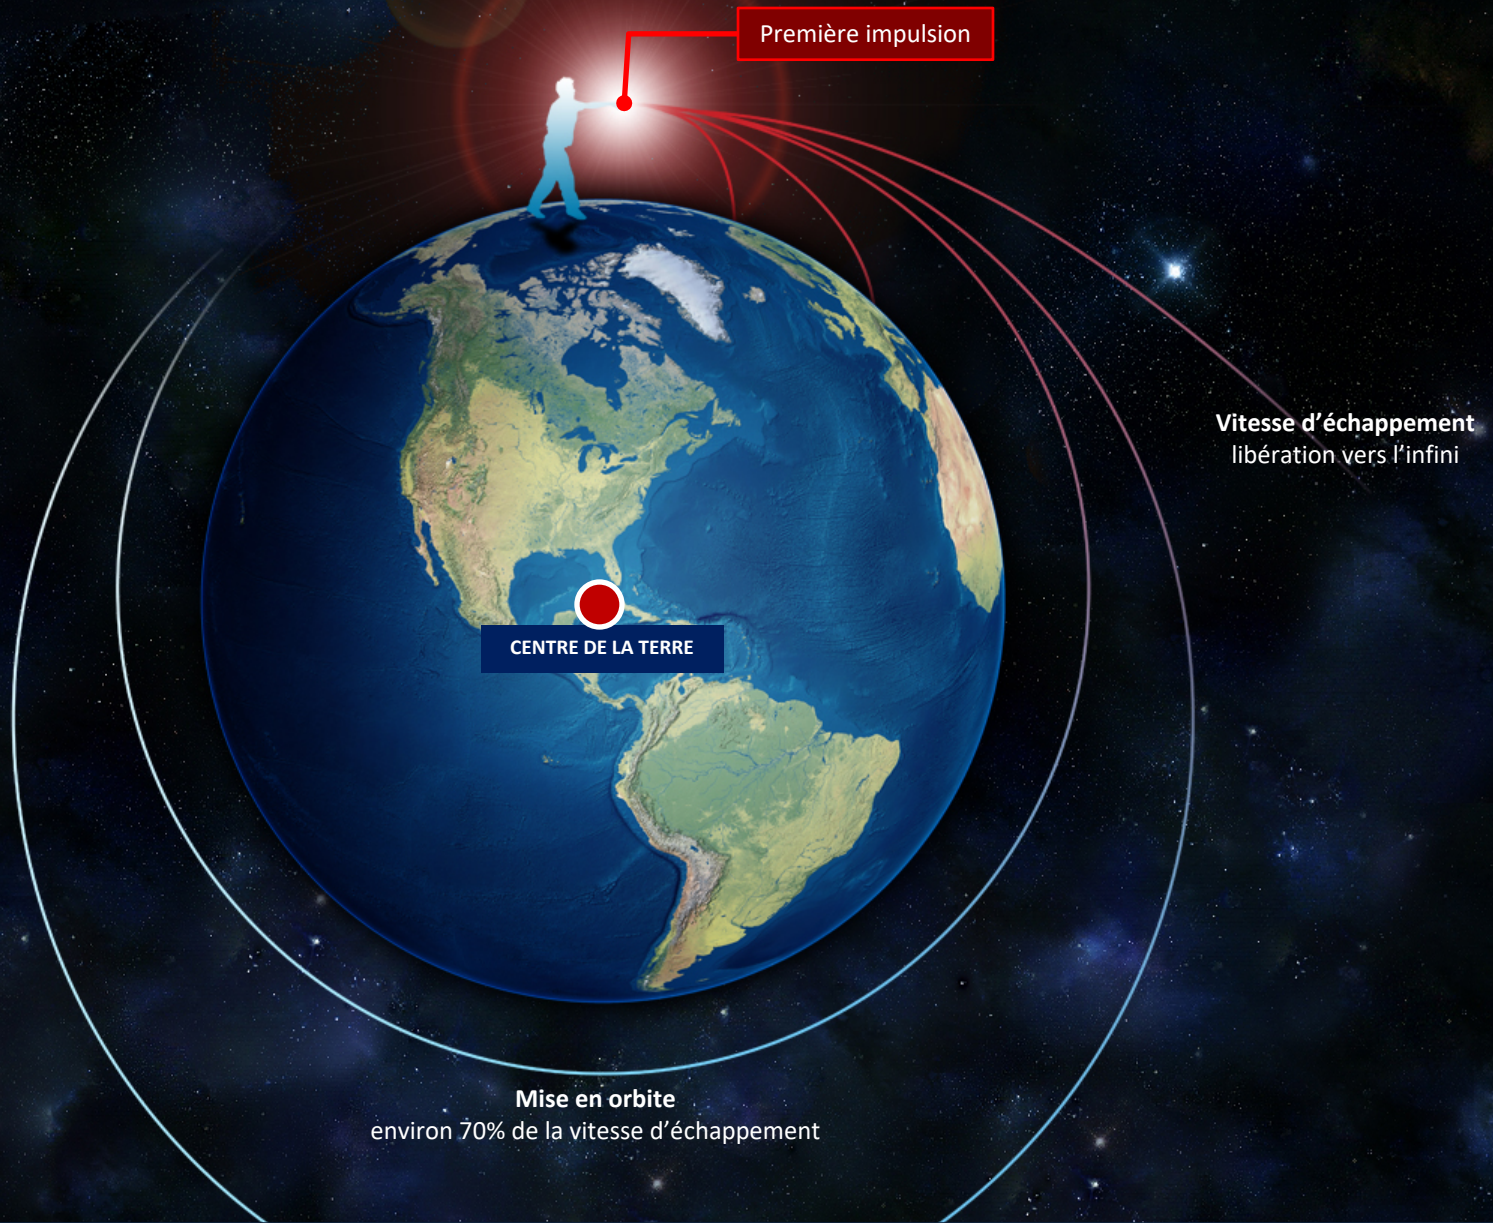 Première impulsion
Vitesse d’échappement
libération vers l’infini
CENTRE DE LA TERRE
Mise en orbite
environ 70% de la vitesse d’échappement